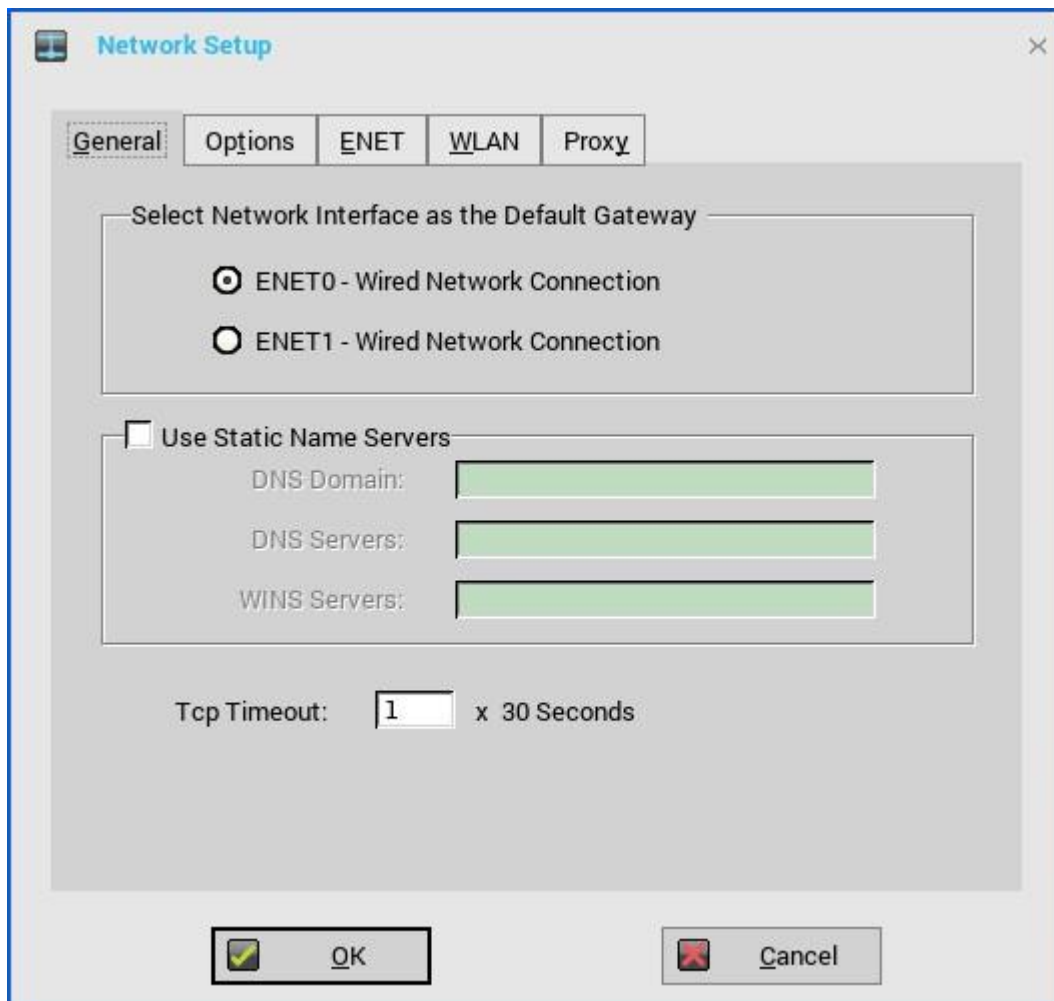 Network Setup
General Options ENET WLAN Proxy
Select Network Interface as the Default Gateway
ENET0 - Wired Network Connection
ENET1 - Wired Network Connection
Use Static Name Servers
DNS Domain:
DNS Servers:
WINS Servers:
Tcp Timeout: 1 x 30 Seconds
OK Cancel